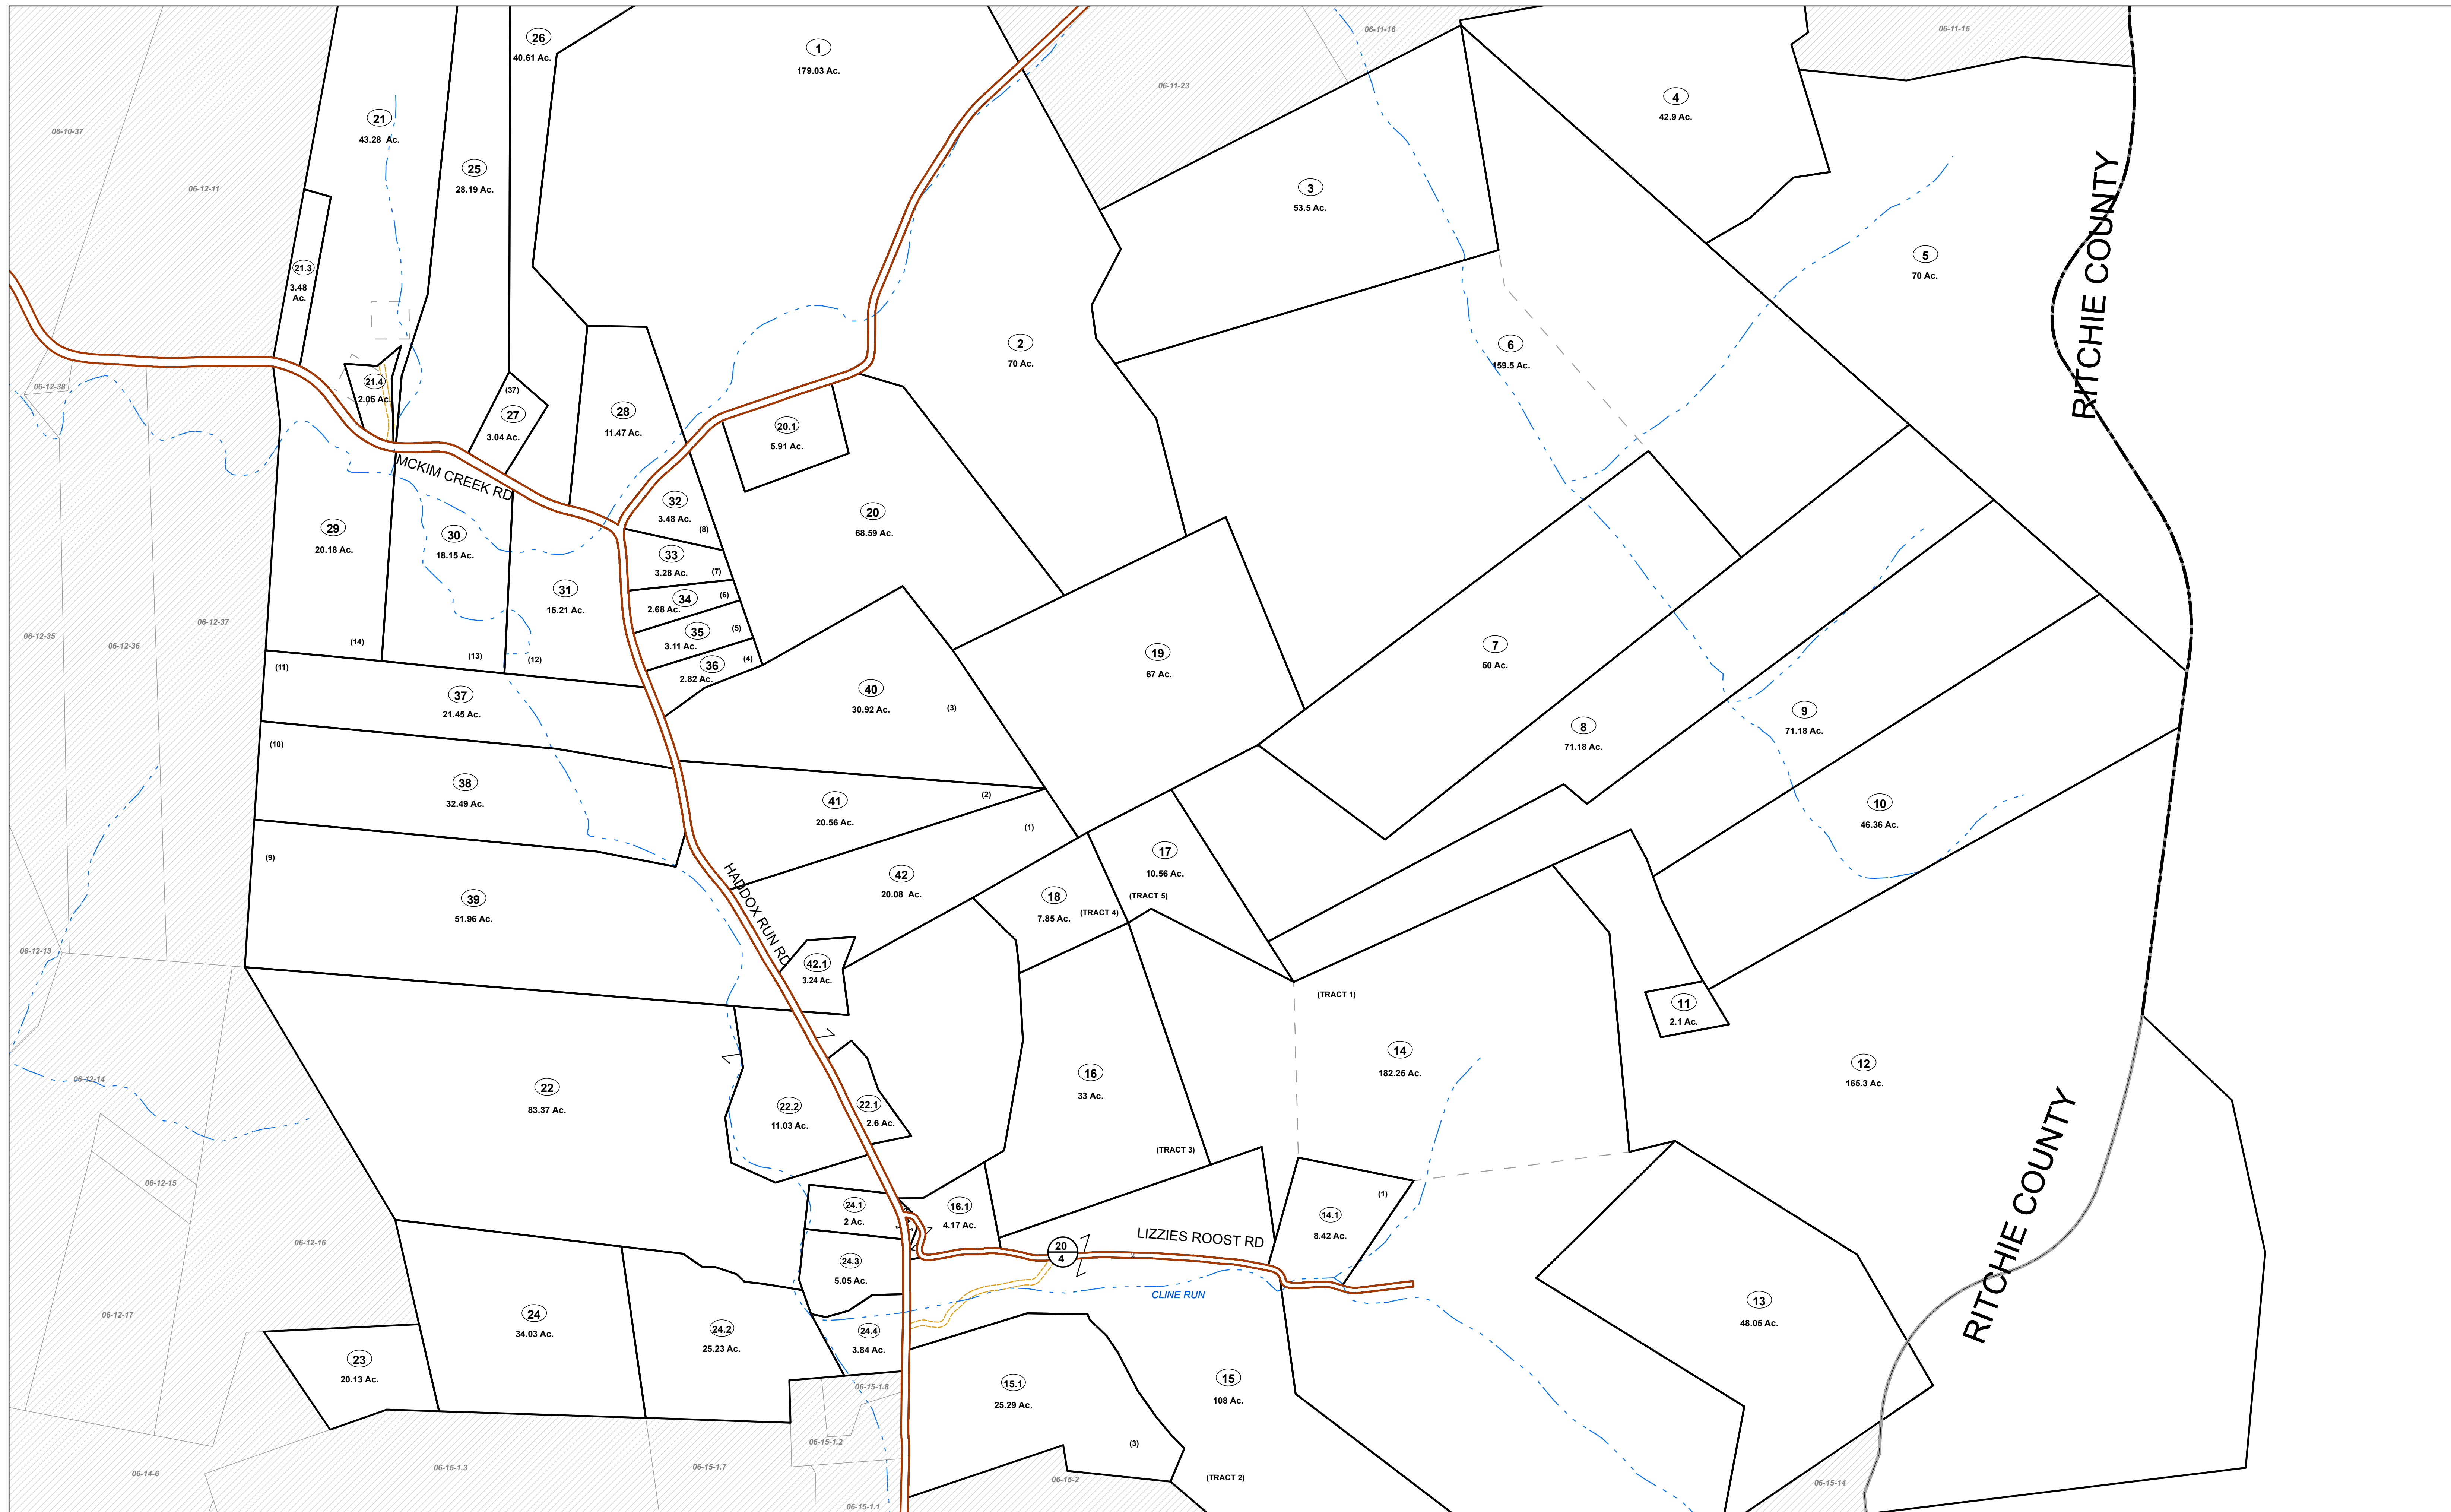 26
40.61 Ac.
1
179.03 Ac.
06-11-16
06-11-15
06-11-23
4
42.9 Ac.
06-10-37
21
43.28 Ac.
25
28.19 Ac.
06-12-11
3
53.5 Ac.
RITCHIE COUNTY
5
70 Ac.
21.3
3.48
Ac.
2
70 Ac.
6
159.5 Ac.
06-12-38
21.4
2.05 Ac.
(37)
27
3.04 Ac.
28
11.47 Ac.
20.1
5.91 Ac.
MCKIM CREEK RD
32
3.48 Ac.
(8)
20
68.59 Ac.
29
20.18 Ac.
30
18.15 Ac.
33
3.28 Ac.
(7)
31
15.21 Ac.
34
2.68 Ac.
(6)
06-12-35
06-12-36
06-12-37
35
3.11 Ac.
(5)
(14)
(13)
(12)
36
2.82 Ac.
(4)
19
67 Ac.
7
50 Ac.
(11)
37
21.45 Ac.
40
30.92 Ac.
(3)
8
71.18 Ac.
9
71.18 Ac.
(10)
38
32.49 Ac.
41
20.56 Ac.
(2)
10
46.36 Ac.
(1)
(9)
39
51.96 Ac.
HADDOX RUN RD
42
20.08 Ac.
17
10.56 Ac.
(TRACT 5)
18
7.85 Ac.
(TRACT 4)
06-12-13
42.1
3.24 Ac.
(TRACT 1)
11
2.1 Ac.
14
182.25 Ac.
12
165.3 Ac.
06-12-14
22
83.37 Ac.
22.2
11.03 Ac.
22.1
2.6 Ac.
16
33 Ac.
(TRACT 3)
RITCHIE COUNTY
06-12-15
24.1
2 Ac.
16.1
4.17 Ac.
14.1
8.42 Ac.
(1)
06-12-16
LIZZIES ROOST RD
20
4
24.3
5.05 Ac.
CLINE RUN
06-12-17
24
34.03 Ac.
24.2
25.23 Ac.
24.4
3.84 Ac.
13
48.05 Ac.
23
20.13 Ac.
06-15-1.8
15.1
25.29 Ac.
15
108 Ac.
06-15-1.2
(3)
06-14-6
06-15-1.3
06-15-1.7
06-15-2
(TRACT 2)
06-15-14
06-15-1.1